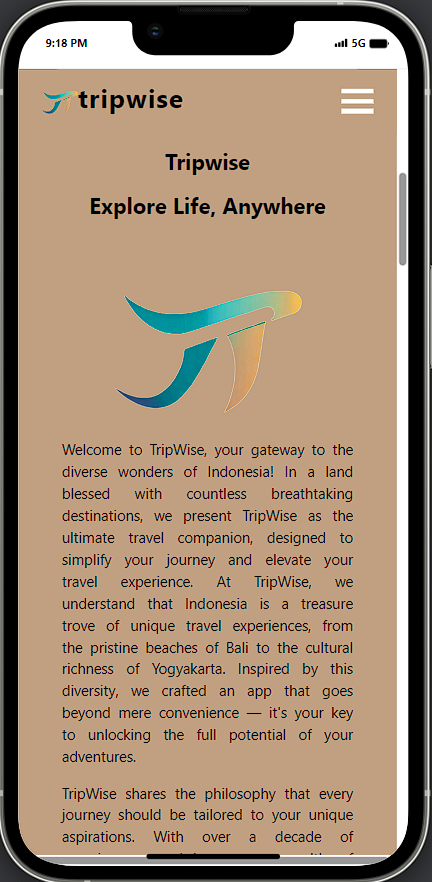 9:18 PM
5G
tripwise
Tripwise
Explore Life, Anywhere
Welcome to TripWise, your gateway to the
diverse wonders of Indonesia! In a land
blessed with countless breathtaking
destinations, we present TripWise as the
ultimate travel companion, designed to
simplify your journey and elevate your
travel experience. At TripWise, we
understand that Indonesia is a treasure
trove of unique travel experiences, from
the pristine beaches of Bali to the cultural
richness of Yogyakarta. Inspired by this
diversity, we crafted an app that goes
beyond mere convenience — it's your key
to unlocking the full potential of your
adventures.
TripWise shares the philosophy that every
journey should be tailored to your unique
aspirations. With over a decade of